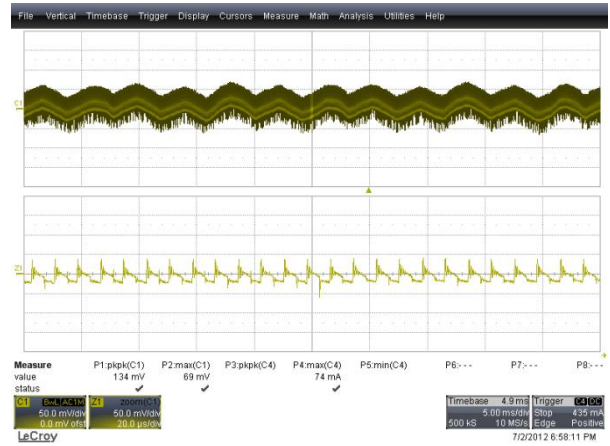 File Vertical Timebase Trigger Display Cursors Measure Math Analysis Utilities Help
C1
Z1
Measure P1:pkpk(C1) P2:max(C1) P3:pkpk(C4) P4:max(C4) P5:min(C4) P6:- - - P7:- - - P8:- - -
value 134 mV 69 mV 74 mA
status
C1 BwL AC1M Z1 zoom(C1) Timebase 4.9 ms Trigger C4 DC
50.0 mV/div 50.0 mV/div 5.00 ms/div Stop 435 mA
0.0 mV ofst 20.0 µs/div 500 kS 10 MS/s Edge Positive
LeCroy 7/2/2012 6:58:11 PM